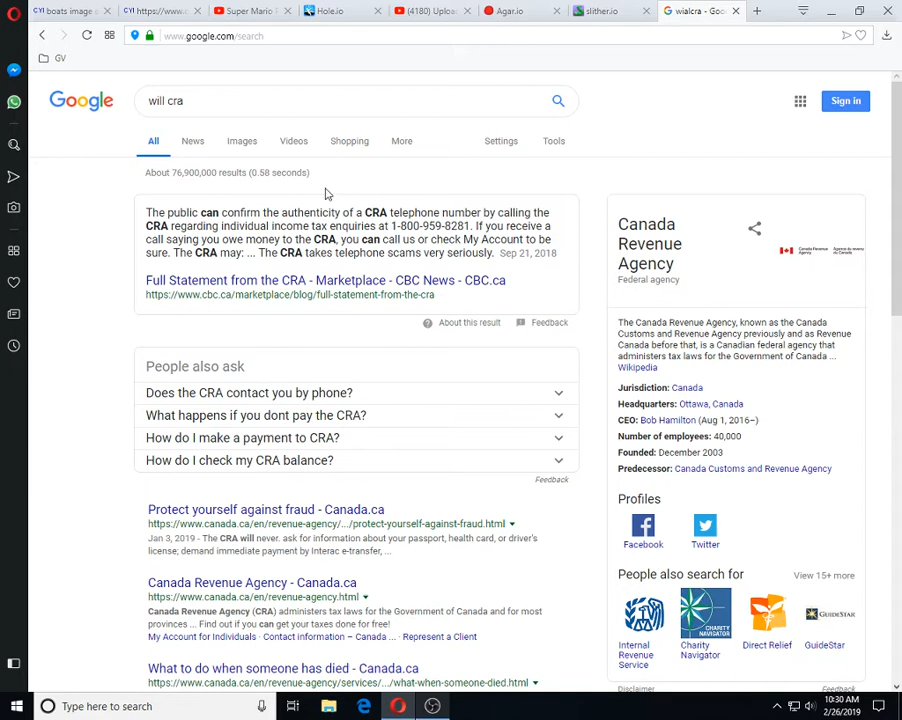 CYI boats image
CYI https://www.c
Super Mario
Hole.io
(4180) Uploa
Agar.io
slither.io
wialcra - Goo
www.google.com/search
GV
Google
will cra
Sign in
All
News
Images
Videos
Shopping
More
Settings
Tools
About 76,900,000 results (0.58 seconds)
The public can confirm the authenticity of a CRA telephone number by calling the
CRA regarding individual income tax enquiries at 1-800-959-8281. If you receive a
call saying you owe money to the CRA, you can call us or check My Account to be
sure. The CRA may: ... The CRA takes telephone scams very seriously. Sep 21, 2018
Full Statement from the CRA - Marketplace - CBC News - CBC.ca
https://www.cbc.ca/marketplace/blog/full-statement-from-the-cra
About this result
Feedback
People also ask
Does the CRA contact you by phone?
What happens if you dont pay the CRA?
How do I make a payment to CRA?
How do I check my CRA balance?
Feedback
Protect yourself against fraud - Canada.ca
https://www.canada.ca/en/revenue-agency/.../protect-yourself-against-fraud.html
Jan 3, 2019 - The CRA will never. ask for information about your passport, health card, or driver's
license; demand immediate payment by Interac e-transfer, ...
Canada Revenue Agency - Canada.ca
https://www.canada.ca/en/revenue-agency.html
Canada Revenue Agency (CRA) administers tax laws for the Government of Canada and for most
provinces ... Find out if you can get your taxes done for free!
My Account for Individuals · Contact information – Canada ... · Represent a Client
What to do when someone has died - Canada.ca
https://www.canada.ca/en/revenue-agency/services/.../what-when-someone-died.html
Canada
Revenue
Agency
Federal agency
Canada Revenue Agency
Agence du revenu du Canada
The Canada Revenue Agency, known as the Canada
Customs and Revenue Agency previously and as Revenue
Canada before that, is a Canadian federal agency that
administers tax laws for the Government of Canada ...
Wikipedia
Jurisdiction: Canada
Headquarters: Ottawa, Canada
CEO: Bob Hamilton (Aug 1, 2016–)
Number of employees: 40,000
Founded: December 2003
Predecessor: Canada Customs and Revenue Agency
Profiles
Facebook
Twitter
People also search for
View 15+ more
CHARITY
NAVIGATOR
GUIDESTAR
Internal
Revenue
Service
Charity
Navigator
Direct Relief
GuideStar
Disclaimer
Feedback
Type here to search
10:30 AM
2/26/2019